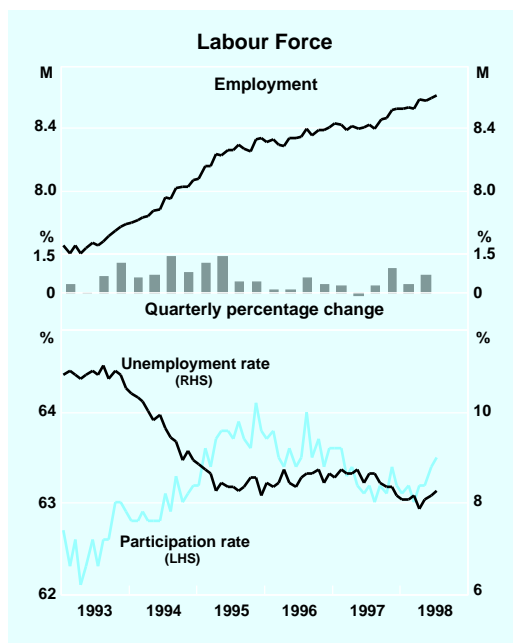 Labour Force
M M
Employment
8.4 8.4
8.0 8.0
% %
1.5 1.5
0 0
Quarterly percentage change
% %
Unemployment rate
(RHS)
64 10
63 8
Participation rate
(LHS)
62 6
1993 1994 1995 1996 1997 1998